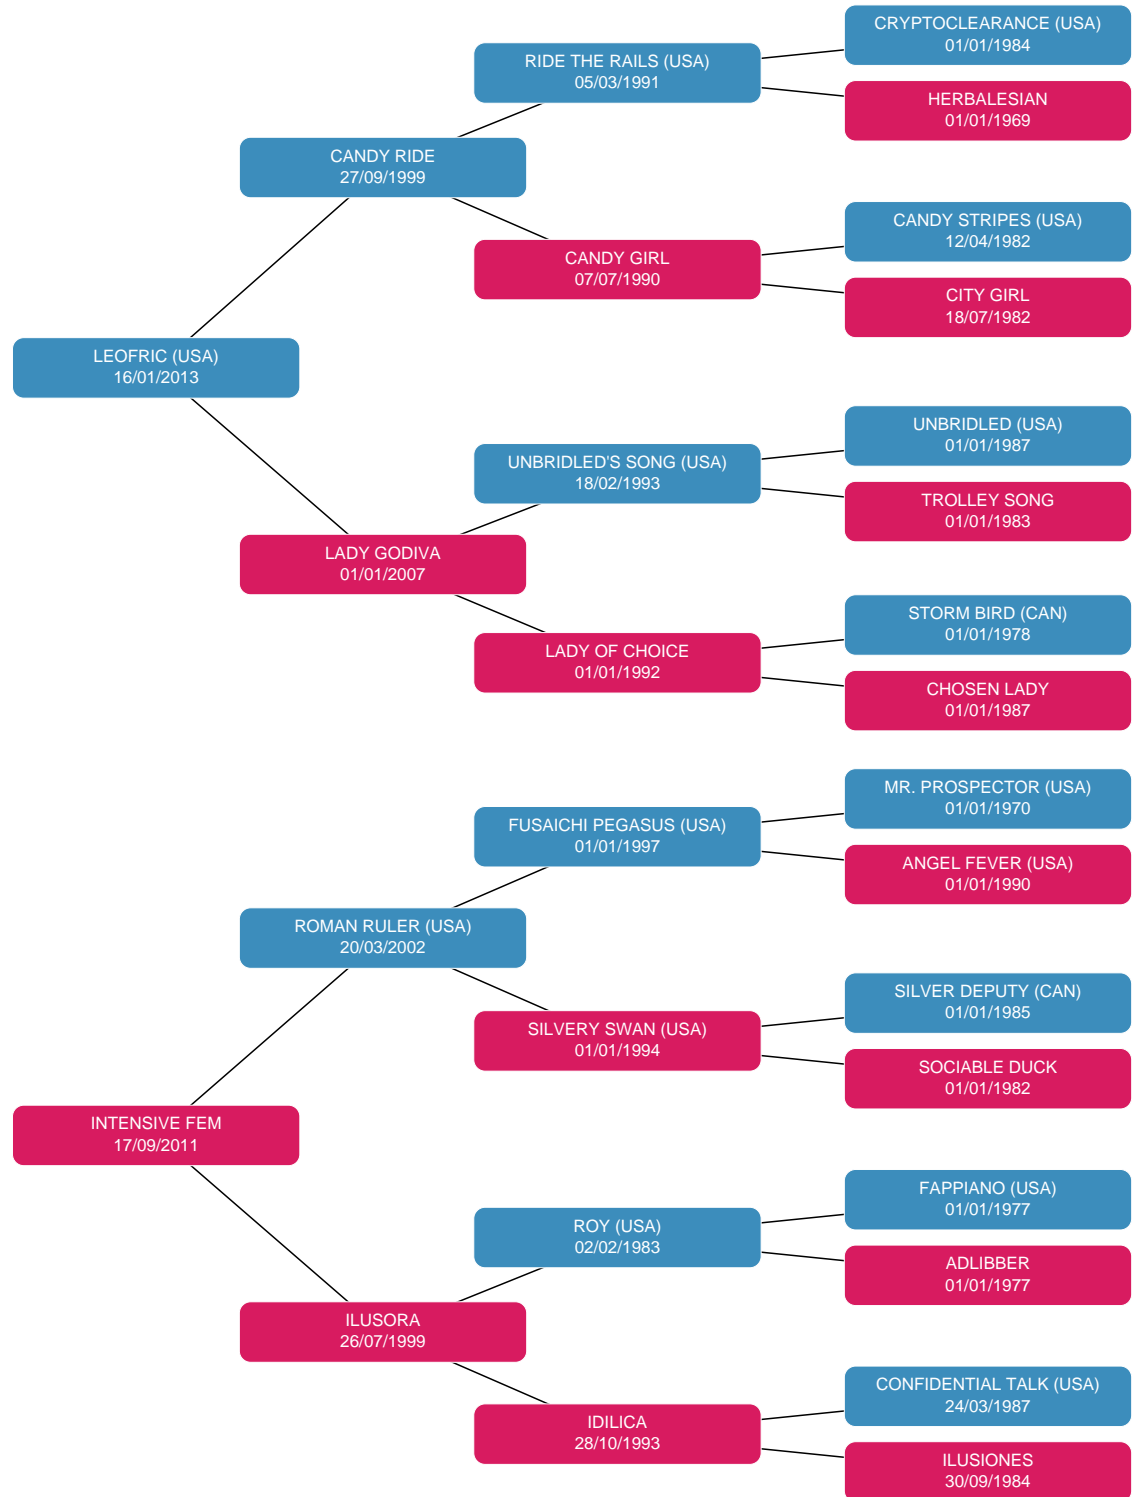 CRYPTOCLEARANCE (USA)
01/01/1984
RIDE THE RAILS (USA)
05/03/1991
HERBALESIAN
01/01/1969
CANDY RIDE
27/09/1999
CANDY STRIPES (USA)
12/04/1982
CANDY GIRL
07/07/1990
CITY GIRL
18/07/1982
LEOFRIC (USA)
16/01/2013
UNBRIDLED (USA)
01/01/1987
UNBRIDLED'S SONG (USA)
18/02/1993
TROLLEY SONG
01/01/1983
LADY GODIVA
01/01/2007
STORM BIRD (CAN)
01/01/1978
LADY OF CHOICE
01/01/1992
CHOSEN LADY
01/01/1987
MR. PROSPECTOR (USA)
01/01/1970
FUSAICHI PEGASUS (USA)
01/01/1997
ANGEL FEVER (USA)
01/01/1990
ROMAN RULER (USA)
20/03/2002
SILVER DEPUTY (CAN)
01/01/1985
SILVERY SWAN (USA)
01/01/1994
SOCIABLE DUCK
01/01/1982
INTENSIVE FEM
17/09/2011
FAPPIANO (USA)
01/01/1977
ROY (USA)
02/02/1983
ADLIBBER
01/01/1977
ILUSORA
26/07/1999
CONFIDENTIAL TALK (USA)
24/03/1987
IDILICA
28/10/1993
ILUSIONES
30/09/1984